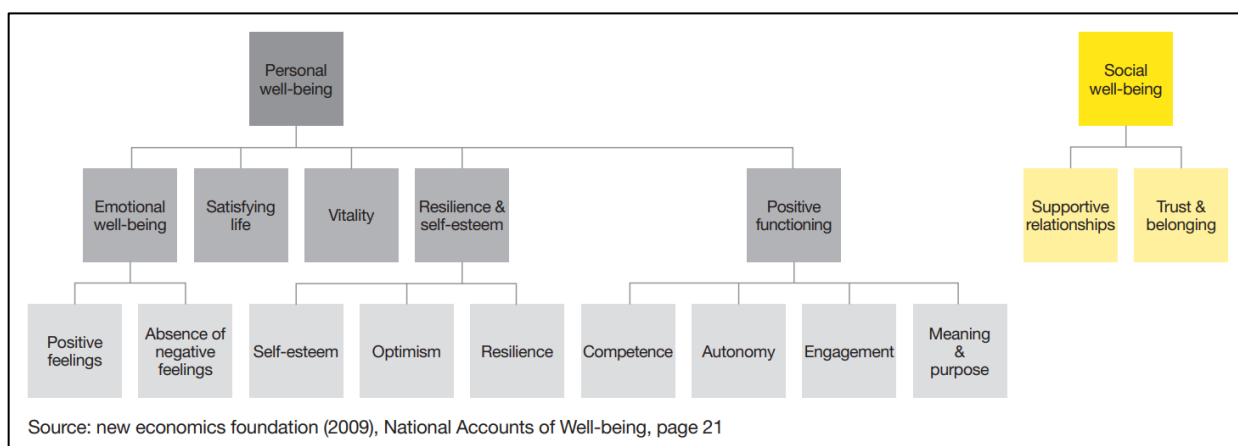 Personal
well-being
Social
well-being
Emotional
well-being
Satisfying
life
Vitality
Resilience &
self-esteem
Positive
functioning
Supportive
relationships
Trust &
belonging
Positive
feelings
Absence of
negative
feelings
Self-esteem
Optimism
Resilience
Competence
Autonomy
Engagement
Meaning
&
purpose
Source: new economics foundation (2009), National Accounts of Well-being, page 21